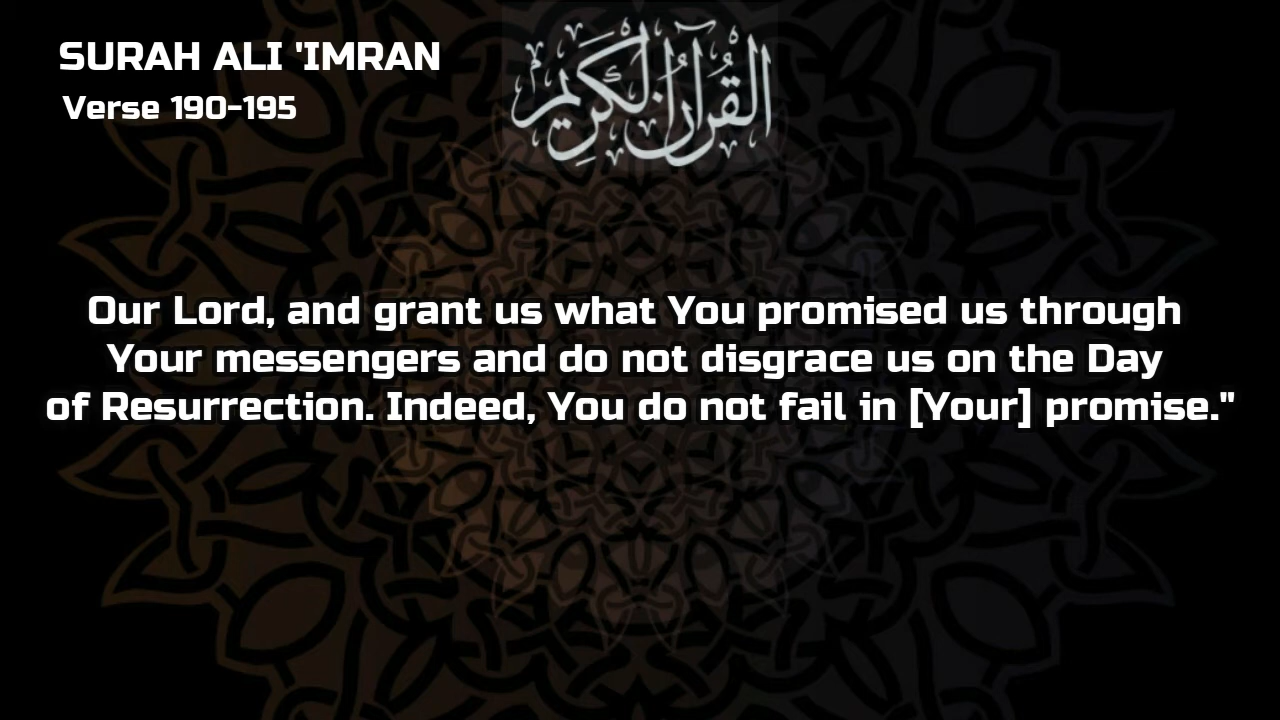 SURAH ALI 'IMRAN
Verse 190-195
القرآن الكريم
Our Lord, and grant us what You promised us through
Your messengers and do not disgrace us on the Day
of Resurrection. Indeed, You do not fail in [Your] promise."